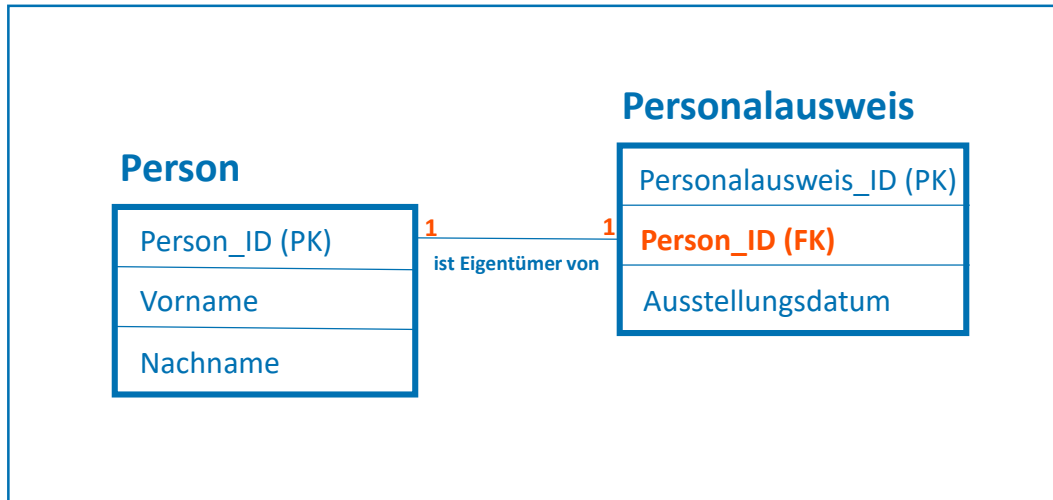 Person
Person_ID (PK)
Vorname
Nachname
1
1
ist Eigentümer von
Personalausweis
Personalausweis_ID (PK)
Person_ID (FK)
Ausstellungsdatum